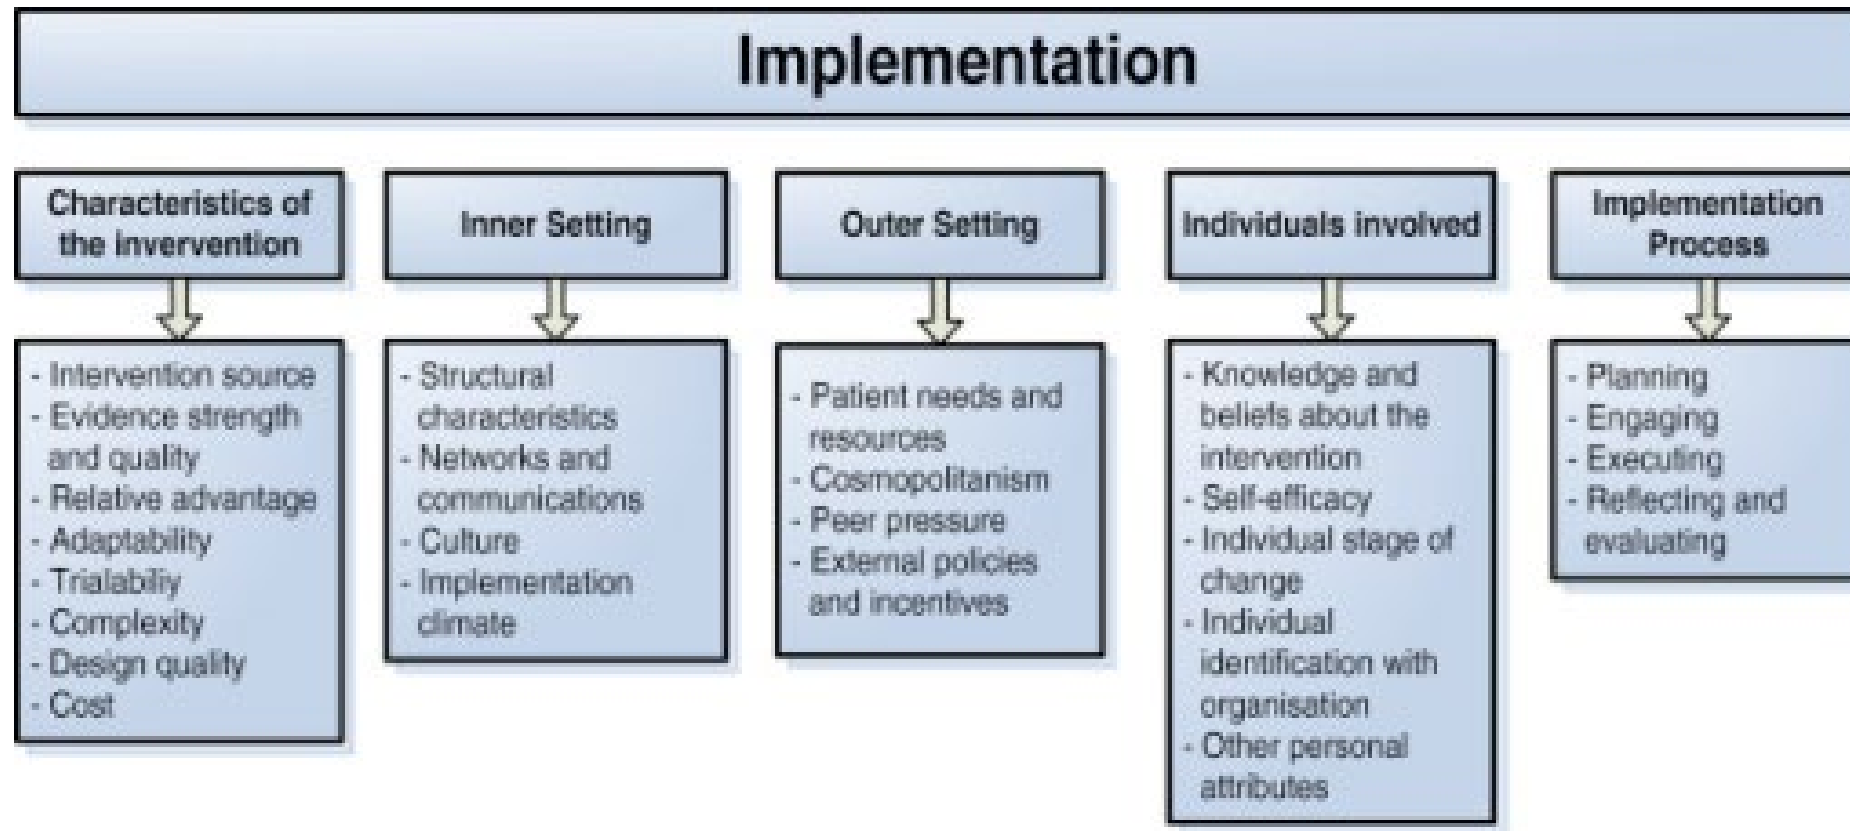 Implementation
Characteristics of
the invervention
Inner Setting
Outer Setting
Individuals involved
Implementation
Process
- Intervention source
- Evidence strength
and quality
- Relative advantage
- Adaptability
- Trialabiliy
- Complexity
- Design quality
- Cost
- Structural
characteristics
- Networks and
communications
- Culture
- Implementation
climate
- Patient needs and
resources
- Cosmopolitanism
- Peer pressure
- External policies
and incentives
- Knowledge and
beliefs about the
intervention
- Self-efficacy
- Individual stage of
change
- Individual
identification with
organisation
- Other personal
attributes
- Planning
- Engaging
- Executing
- Reflecting and
evaluating